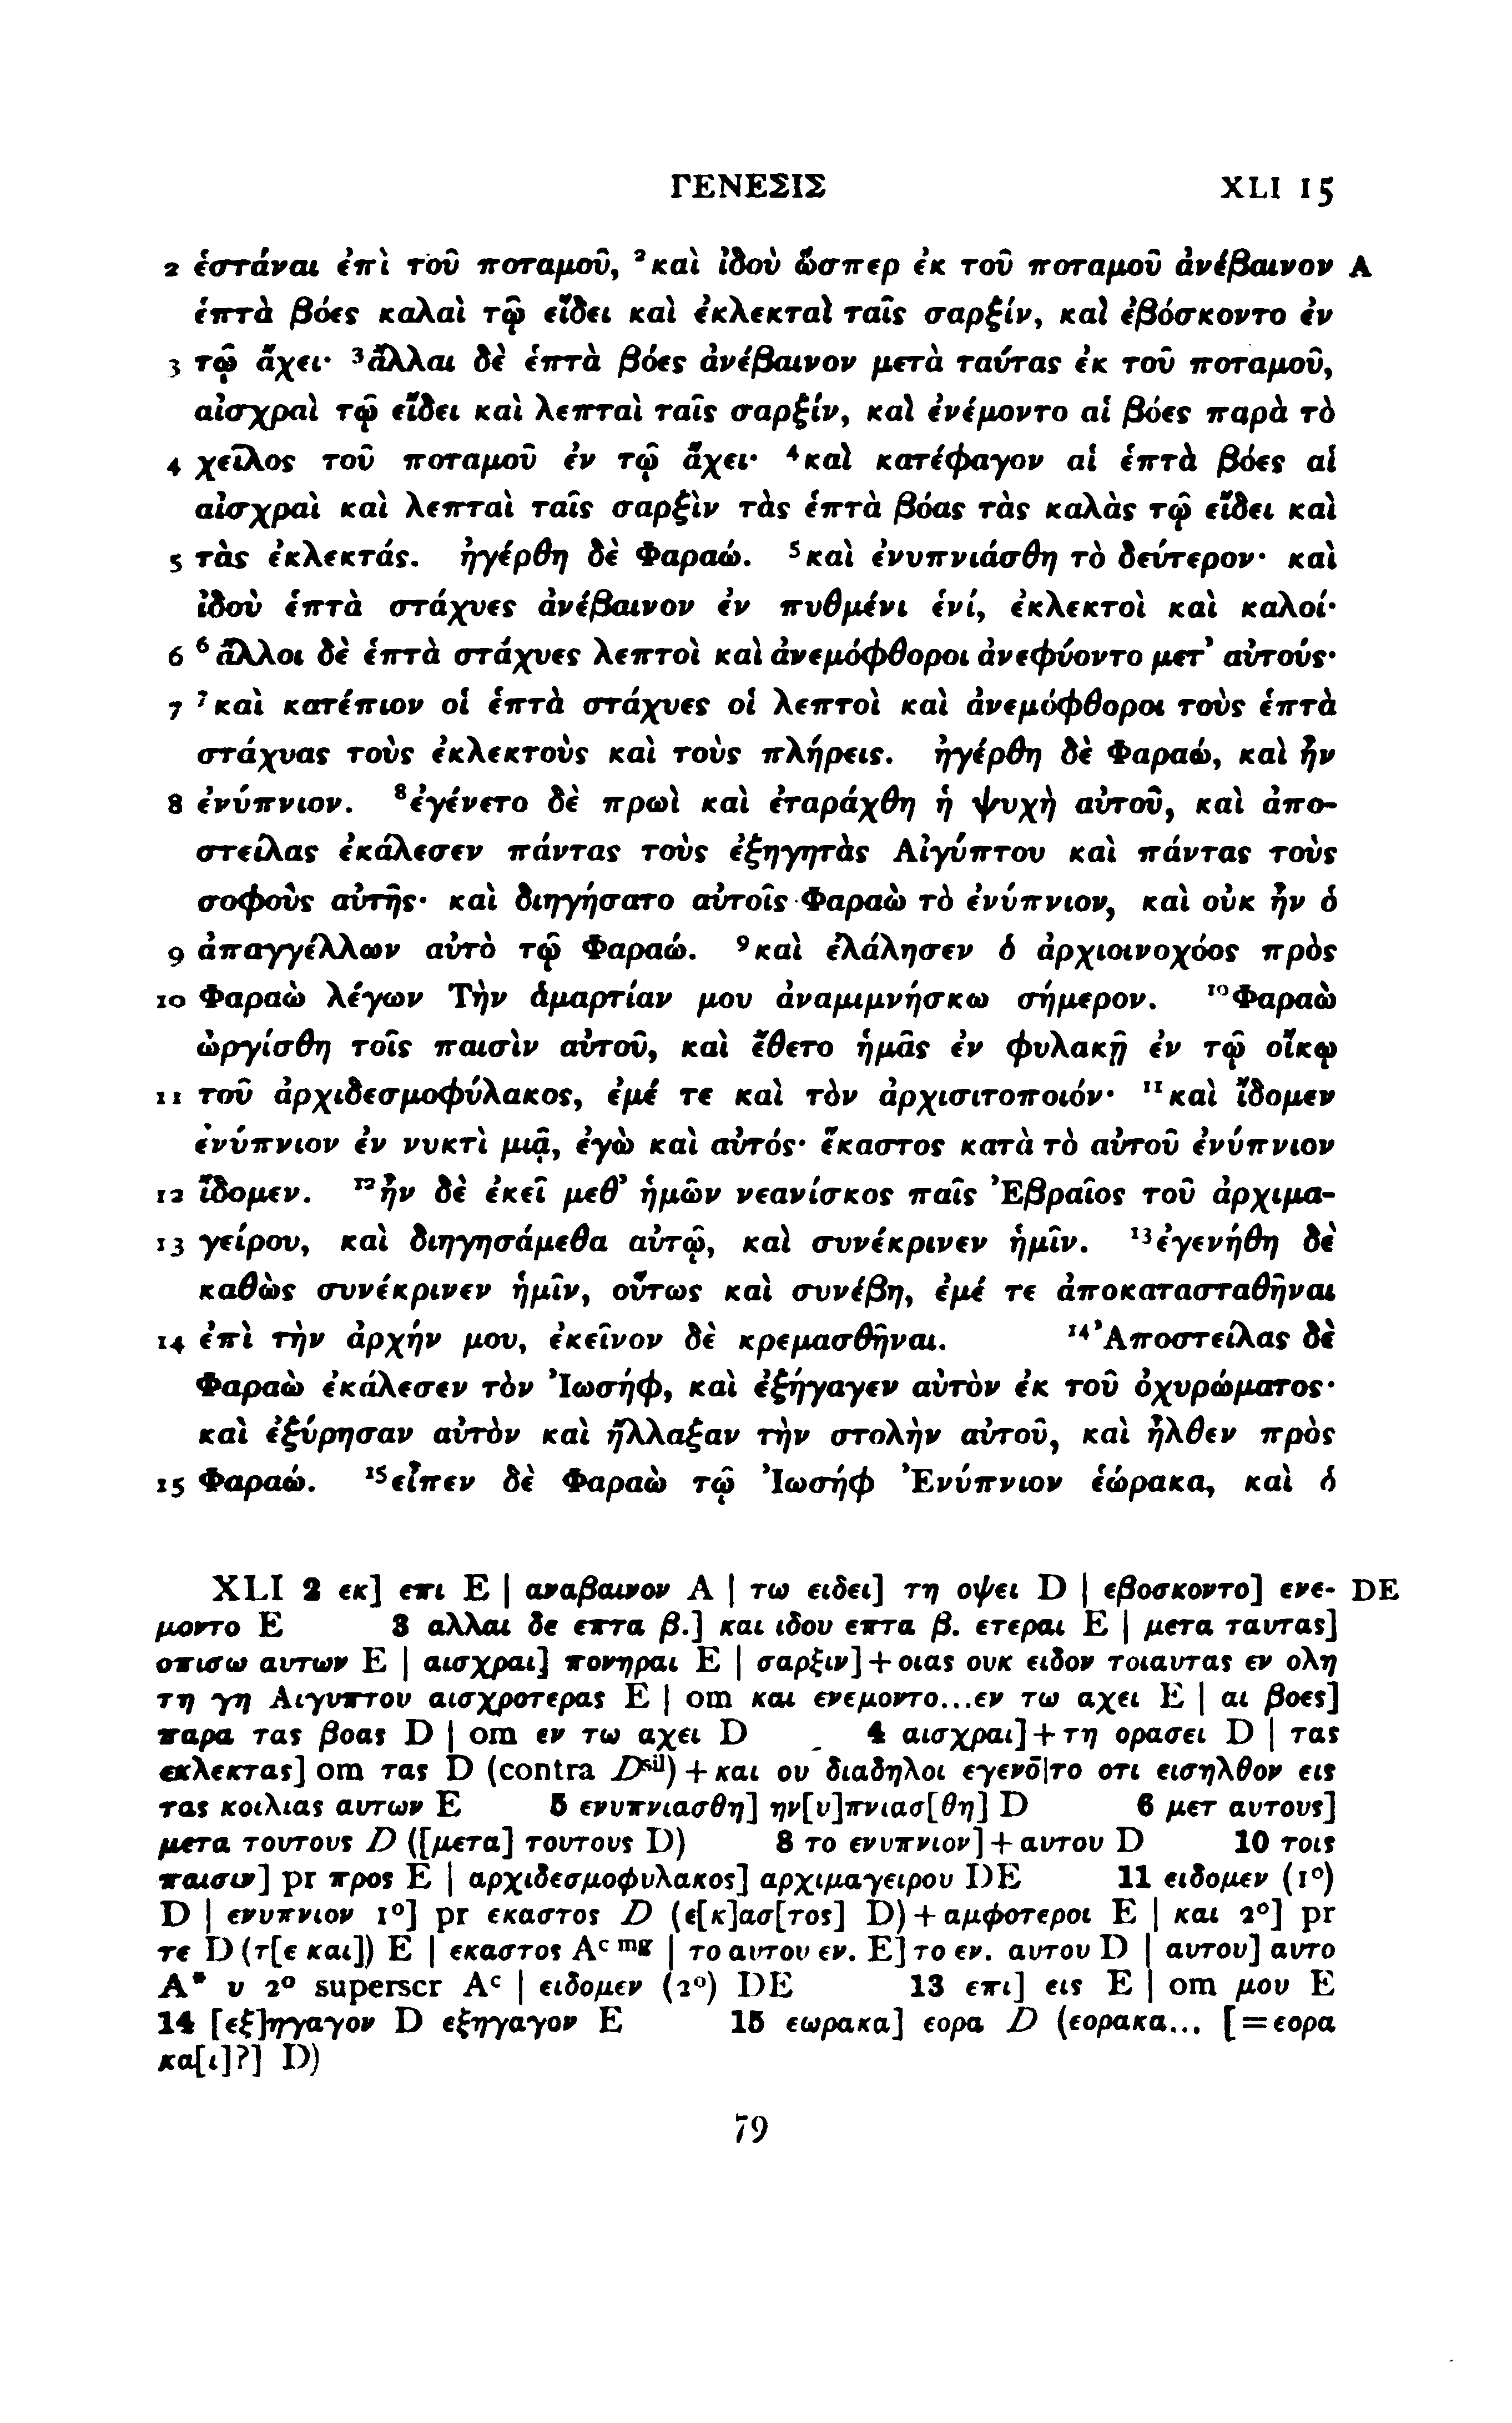 ΓΕΝΕΣΙΣ XLI 15
2 ἑστάναι ἐπὶ τοῦ ποταμοῦ, ²καὶ ἰδοὺ ὥσπερ ἐκ τοῦ ποταμοῦ ἀνέβαινον A
ἑπτὰ βόες καλαὶ τῷ εἴδει καὶ ἐκλεκταὶ ταῖς σαρξίν, καὶ ἐβόσκοντο ἐν
3 τῷ ἄχει· ³ἄλλαι δὲ ἑπτὰ βόες ἀνέβαινον μετὰ ταύτας ἐκ τοῦ ποταμοῦ,
αἰσχραὶ τῷ εἴδει καὶ λεπταὶ ταῖς σαρξίν, καὶ ἐνέμοντο αἱ βόες παρὰ τὸ
4 χεῖλος τοῦ ποταμοῦ ἐν τῷ ἄχει· ⁴καὶ κατέφαγον αἱ ἑπτὰ βόες αἱ
αἰσχραὶ καὶ λεπταὶ ταῖς σαρξὶν τὰς ἑπτὰ βόας τὰς καλὰς τῷ εἴδει καὶ
5 τὰς ἐκλεκτάς. ἠγέρθη δὲ Φαραώ. ⁵καὶ ἐνυπνιάσθη τὸ δεύτερον· καὶ
ἰδοὺ ἑπτὰ στάχυες ἀνέβαινον ἐν πυθμένι ἑνί, ἐκλεκτοὶ καὶ καλοί·
6 ⁶ἄλλοι δὲ ἑπτὰ στάχυες λεπτοὶ καὶ ἀνεμόφθοροι ἀνεφύοντο μετ’ αὐτούς·
7 ⁷καὶ κατέπιον οἱ ἑπτὰ στάχυες οἱ λεπτοὶ καὶ ἀνεμόφθοροι τοὺς ἑπτὰ
στάχυας τοὺς ἐκλεκτοὺς καὶ τοὺς πλήρεις. ἠγέρθη δὲ Φαραώ, καὶ ἦν
8 ἐνύπνιον. ⁸ἐγένετο δὲ πρωὶ καὶ ἐταράχθη ἡ ψυχὴ αὐτοῦ, καὶ ἀπο-
στείλας ἐκάλεσεν πάντας τοὺς ἐξηγητὰς Αἰγύπτου καὶ πάντας τοὺς
σοφοὺς αὐτῆς· καὶ διηγήσατο αὐτοῖς Φαραὼ τὸ ἐνύπνιον, καὶ οὐκ ἦν ὁ
9 ἀπαγγέλλων αὐτὸ τῷ Φαραώ. ⁹καὶ ἐλάλησεν ὁ ἀρχιοινοχόος πρὸς
10 Φαραὼ λέγων Τὴν ἁμαρτίαν μου ἀναμιμνήσκω σήμερον. ¹⁰Φαραὼ
ὠργίσθη τοῖς παισὶν αὐτοῦ, καὶ ἔθετο ἡμᾶς ἐν φυλακῇ ἐν τῷ οἴκῳ
11 τοῦ ἀρχιδεσμοφύλακος, ἐμέ τε καὶ τὸν ἀρχισιτοποιόν· ¹¹καὶ ἴδομεν
ἐνύπνιον ἐν νυκτὶ μιᾷ, ἐγὼ καὶ αὐτός· ἕκαστος κατὰ τὸ αὐτοῦ ἐνύπνιον
12 ἴδομεν. ¹²ἦν δὲ ἐκεῖ μεθ’ ἡμῶν νεανίσκος παῖς Ἐβραῖος τοῦ ἀρχιμα-
13 γείρου, καὶ διηγησάμεθα αὐτῷ, καὶ συνέκρινεν ἡμῖν. ¹³ἐγενήθη δὲ
καθὼς συνέκρινεν ἡμῖν, οὕτως καὶ συνέβη, ἐμέ τε ἀποκατασταθῆναι
14 ἐπὶ τὴν ἀρχήν μου, ἐκεῖνον δὲ κρεμασθῆναι. ¹⁴Ἀποστείλας δὲ
Φαραὼ ἐκάλεσεν τὸν Ἰωσήφ, καὶ ἐξήγαγεν αὐτὸν ἐκ τοῦ ὀχυρώματος·
καὶ ἐξύρησαν αὐτὸν καὶ ἤλλαξαν τὴν στολὴν αὐτοῦ, καὶ ἦλθεν πρὸς
15 Φαραώ. ¹⁵εἶπεν δὲ Φαραὼ τῷ Ἰωσήφ Ἐνύπνιον ἑώρακα, καὶ ὁ
XLI 2 εκ] επι E | αναβαινον A | τω ειδει] τη οψει D | εβοσκοντο] ενε- DE
μοντο E 3 αλλαι δε επτα β.] και ιδου επτα β. ετεραι E | μετα ταυτας]
οπισω αυτων E | αισχραι] πονηραι E | σαρξιν]+οιας ουκ ειδον τοιαυτας εν ολη
τη γη Αιγυπτου αισχροτερας E | om και ενεμοντο...εν τω αχει E | αι βοες]
παρα τας βοας D | om εν τω αχει D 4 αισχραι]+τη ορασει D | τας
εκλεκτας] om τας D (contra Dˢⁱˡ)+και ου διαδηλοι εγενο̄|το οτι εισηλθον εις
τας κοιλιας αυτων E 5 ενυπνιασθη] ην[υ]πνιασ[θη] D 6 μετ αυτους]
μετα τουτους D ([μετα] τουτους D) 8 το ενυπνιον]+αυτου D 10 τοις
παισιν] pr προς E | αρχιδεσμοφυλακος] αρχιμαγειρου DE 11 ειδομεν (1°)
D | ενυπνιον 1°] pr εκαστος D (ε[κ]ασ[τος] D)+αμφοτεροι E | και 2°] pr
τε D (τ[ε και]) E | εκαστος Aᶜ ᵐᵍ | το αυτου εν. E] το εν. αυτου D | αυτου] αυτο
A* υ 2° superscr Aᶜ | ειδομεν (2°) DE 13 επι] εις E | om μου E
14 [εξ]ηγαγον D εξηγαγον E 15 εωρακα] εορα D (εορακα... [=εορα
κα[ι]?] D)
79